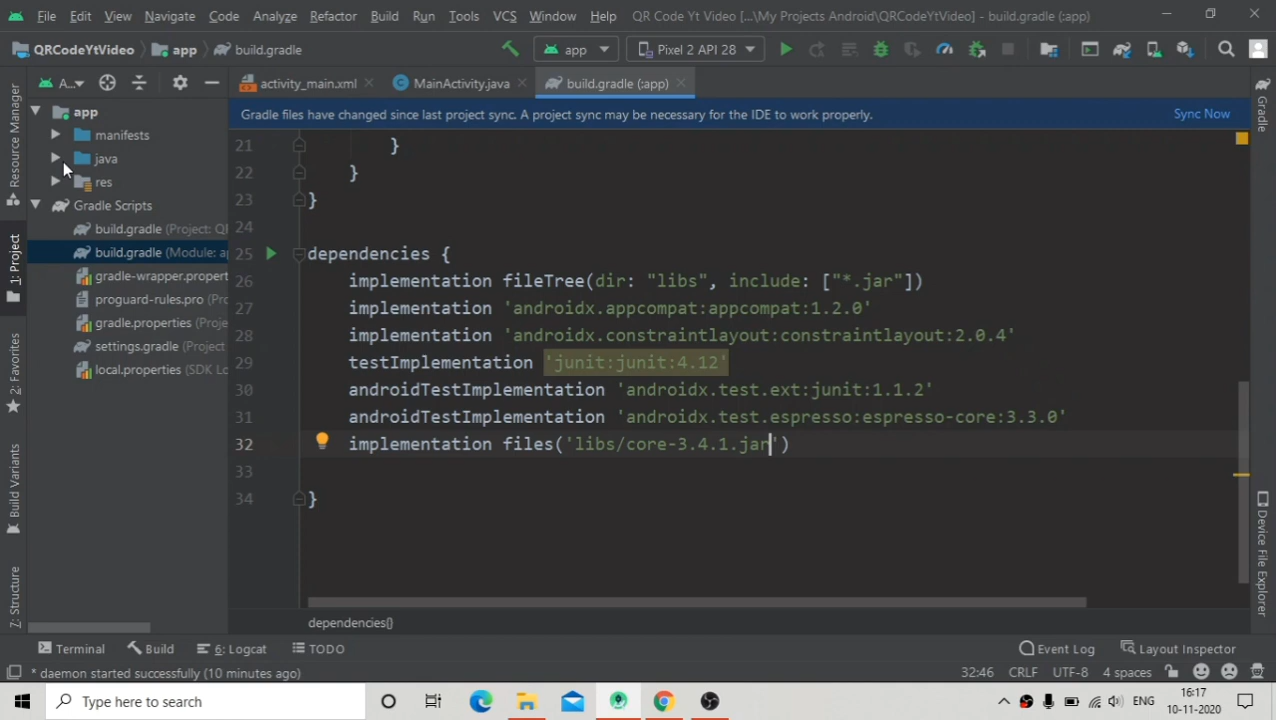 File Edit View Navigate Code Analyze Refactor Build Run Tools VCS Window Help QR Code Yt Video [...\My Projects Android\QRCodeYtVideo] - build.gradle (:app)
QRCodeYtVideo app build.gradle app Pixel 2 API 28
A... activity_main.xml MainActivity.java build.gradle (:app)
Gradle files have changed since last project sync. A project sync may be necessary for the IDE to work properly. Sync Now
Resource Manager
1: Project
2: Favorites
Build Variants
Z: Structure
app
manifests
java
res
Gradle Scripts
build.gradle (Project: QR
build.gradle (Module: ap
gradle-wrapper.propert
proguard-rules.pro (Pro
gradle.properties (Proje
settings.gradle (Project
local.properties (SDK Lo
21 }
22 }
23 }
24
25 dependencies {
26 implementation fileTree(dir: "libs", include: ["*.jar"])
27 implementation 'androidx.appcompat:appcompat:1.2.0'
28 implementation 'androidx.constraintlayout:constraintlayout:2.0.4'
29 testImplementation 'junit:junit:4.12'
30 androidTestImplementation 'androidx.test.ext:junit:1.1.2'
31 androidTestImplementation 'androidx.test.espresso:espresso-core:3.3.0'
32 implementation files('libs/core-3.4.1.jar')
33
34 }
dependencies{}
Gradle
Device File Explorer
Terminal Build 6: Logcat TODO Event Log Layout Inspector
* daemon started successfully (10 minutes ago) 32:46 CRLF UTF-8 4 spaces
Type here to search ENG 16:17
10-11-2020